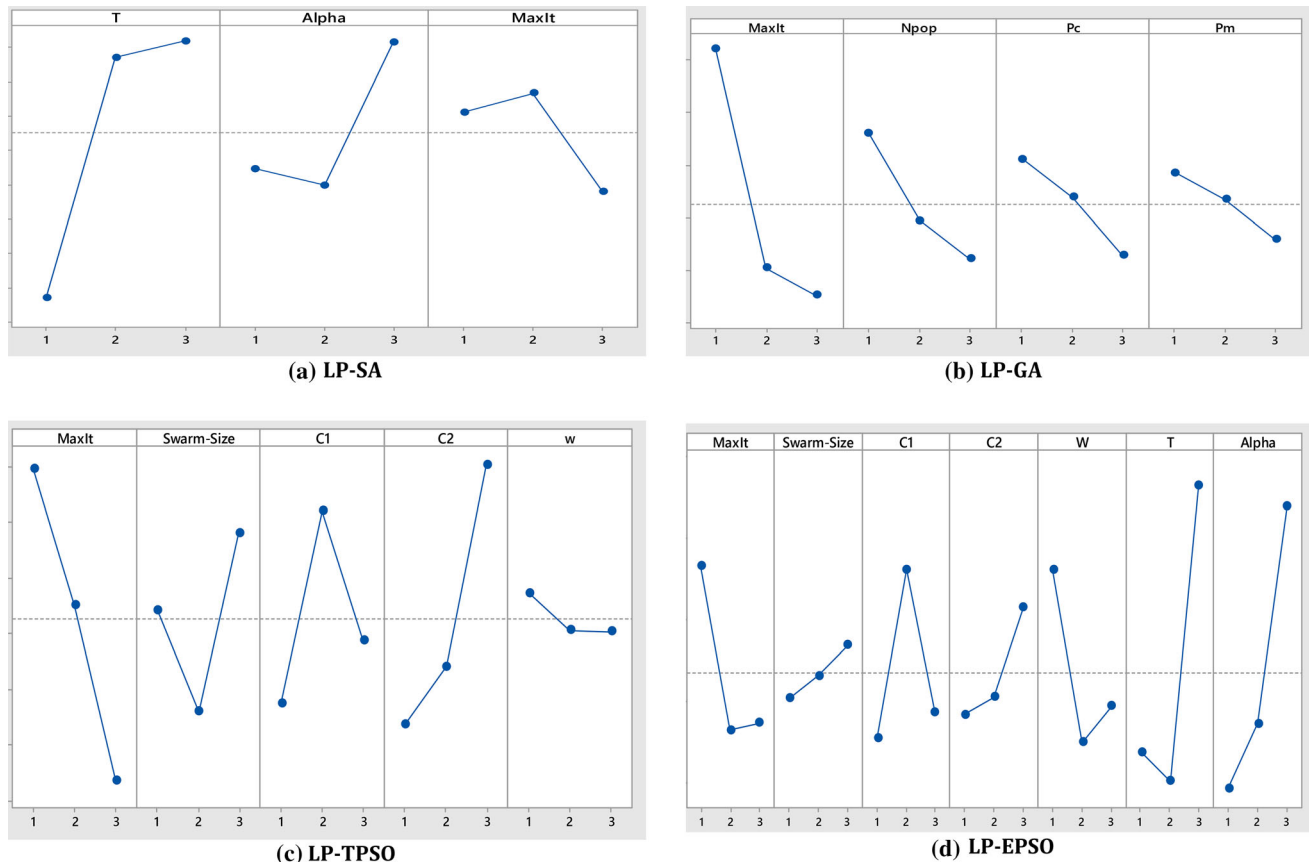 T Alpha MaxIt
1 2 3 1 2 3 1 2 3
(a) LP-SA
MaxIt Npop Pc Pm
1 2 3 1 2 3 1 2 3 1 2 3
(b) LP-GA
MaxIt Swarm-Size C1 C2 w
1 2 3 1 2 3 1 2 3 1 2 3 1 2 3
(c) LP-TPSO
MaxIt Swarm-Size C1 C2 W T Alpha
1 2 3 1 2 3 1 2 3 1 2 3 1 2 3 1 2 3 1 2 3
(d) LP-EPSO